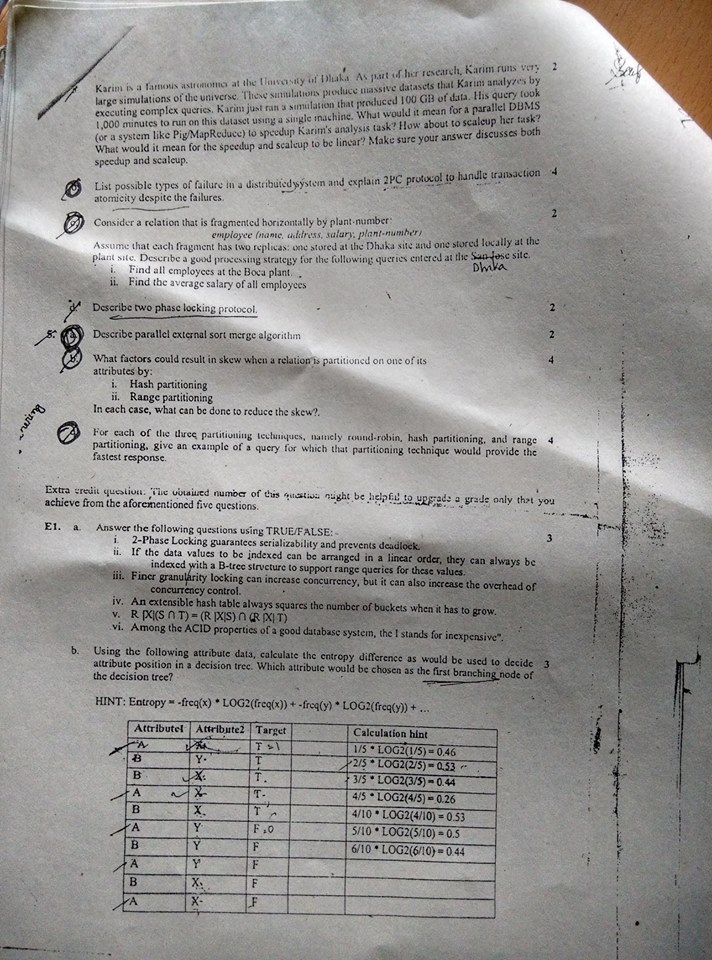 Karim is a famous astronomer at the University of Dhaka. As part of her research, Karim runs very 2
large simulations of the universe. These simulations produce massive datasets that Karim analyzes by
executing complex queries. Karim just ran a simulation that produced 100 GB of data. His query took
1,000 minutes to run on this dataset using a single machine. What would it mean for a parallel DBMS
(or a system like Pig/MapReduce) to speedup Karim's analysis task? How about to scaleup her task?
What would it mean for the speedup and scaleup to be linear? Make sure your answer discusses both
speedup and scaleup.
List possible types of failure in a distributed system and explain 2PC protocol to handle transaction 4
atomicity despite the failures.
Consider a relation that is fragmented horizontally by plant-number: 2
employee (name, address, salary, plant-number)
Assume that each fragment has two replicas: one stored at the Dhaka site and one stored locally at the
plant site. Describe a good processing strategy for the following queries entered at the San Jose site.
Dhaka
i. Find all employees at the Boca plant.
ii. Find the average salary of all employees
d. Describe two phase locking protocol. 2
5. a. Describe parallel external sort merge algorithm 2
b. What factors could result in skew when a relation is partitioned on one of its 4
attributes by:
i. Hash partitioning
ii. Range partitioning
In each case, what can be done to reduce the skew?.
For each of the three partitioning techniques, namely round-robin, hash partitioning, and range 4
partitioning, give an example of a query for which that partitioning technique would provide the
fastest response.
Extra credit question: The obtained number of this question might be helpful to upgrade a grade only that you
achieve from the aforementioned five questions.
E1. a. Answer the following questions using TRUE/FALSE: 3
i. 2-Phase Locking guarantees serializability and prevents deadlock.
ii. If the data values to be indexed can be arranged in a linear order, they can always be
indexed with a B-tree structure to support range queries for these values.
iii. Finer granularity locking can increase concurrency, but it can also increase the overhead of
concurrency control.
iv. An extensible hash table always squares the number of buckets when it has to grow.
v. R |X|(S ∩ T) = (R |X|S) ∩ (R |X| T)
vi. Among the ACID properties of a good database system, the I stands for inexpensive".
b. Using the following attribute data, calculate the entropy difference as would be used to decide 3
attribute position in a decision tree. Which attribute would be chosen as the first branching node of
the decision tree?
HINT: Entropy = -freq(x) * LOG2(freq(x)) + -freq(y) * LOG2(freq(y)) + ...
Attribute1 Attribute2 Target Calculation hint
A X T 1/5 * LOG2(1/5) = 0.46
B Y T 2/5 * LOG2(2/5) = 0.53
B X T 3/5 * LOG2(3/5) = 0.44
A X T 4/5 * LOG2(4/5) = 0.26
B X T 4/10 * LOG2(4/10) = 0.53
A Y F 5/10 * LOG2(5/10) = 0.5
B Y F 6/10 * LOG2(6/10) = 0.44
A Y F
B X F
A X F